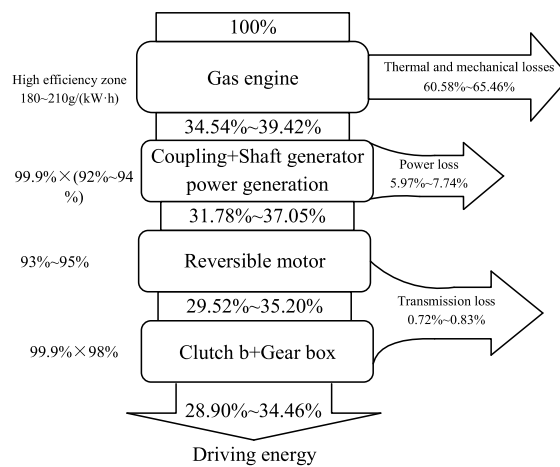 100%
Thermal and mechanical losses
60.58%~65.46%
High efficiency zone
180~210g/(kW·h)
Gas engine
34.54%~39.42%
Coupling+Shaft generator
power generation
99.9%×(92%~94
%)
Power loss
5.97%~7.74%
31.78%~37.05%
93%~95%
Reversible motor
29.52%~35.20%
Transmission loss
0.72%~0.83%
99.9%×98%
Clutch b+Gear box
28.90%~34.46%
Driving energy